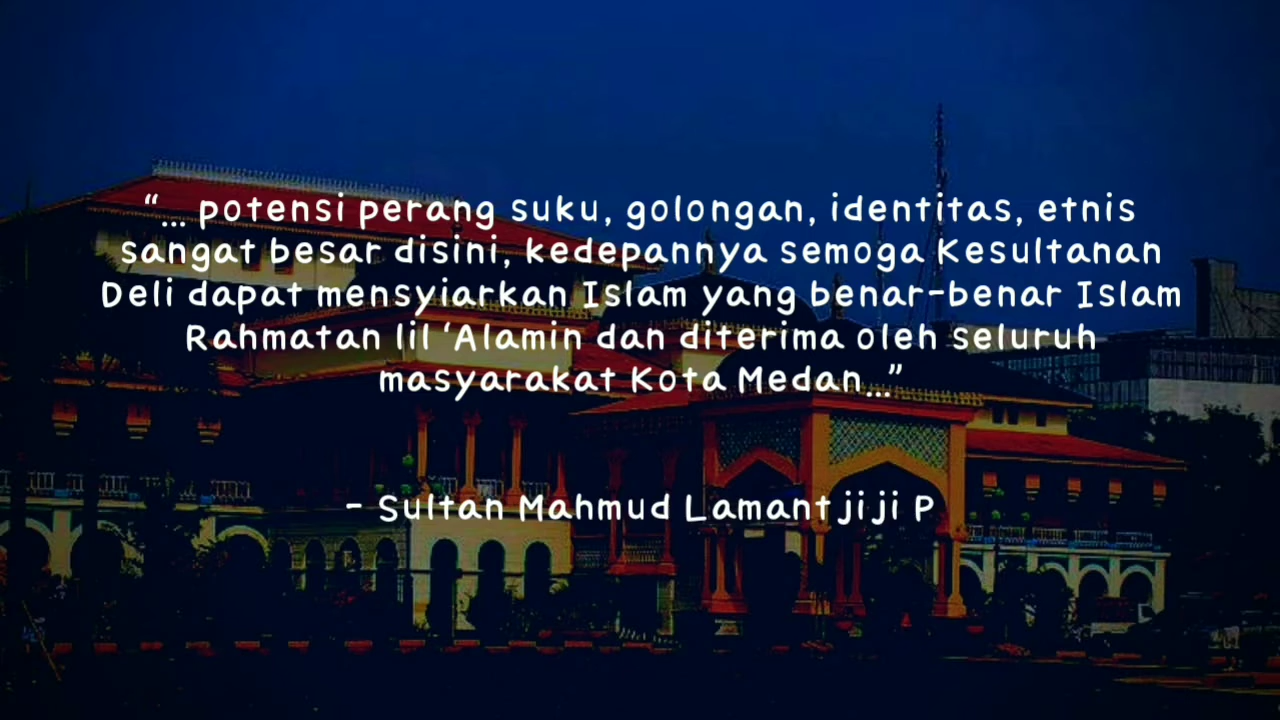 "... potensi perang suku, golongan, identitas, etnis
sangat besar disini, kedepannya semoga Kesultanan
Deli dapat mensyiarkan Islam yang benar-benar Islam
Rahmatan lil 'Alamin dan diterima oleh seluruh
masyarakat Kota Medan..."
- Sultan Mahmud Lamantjiji P